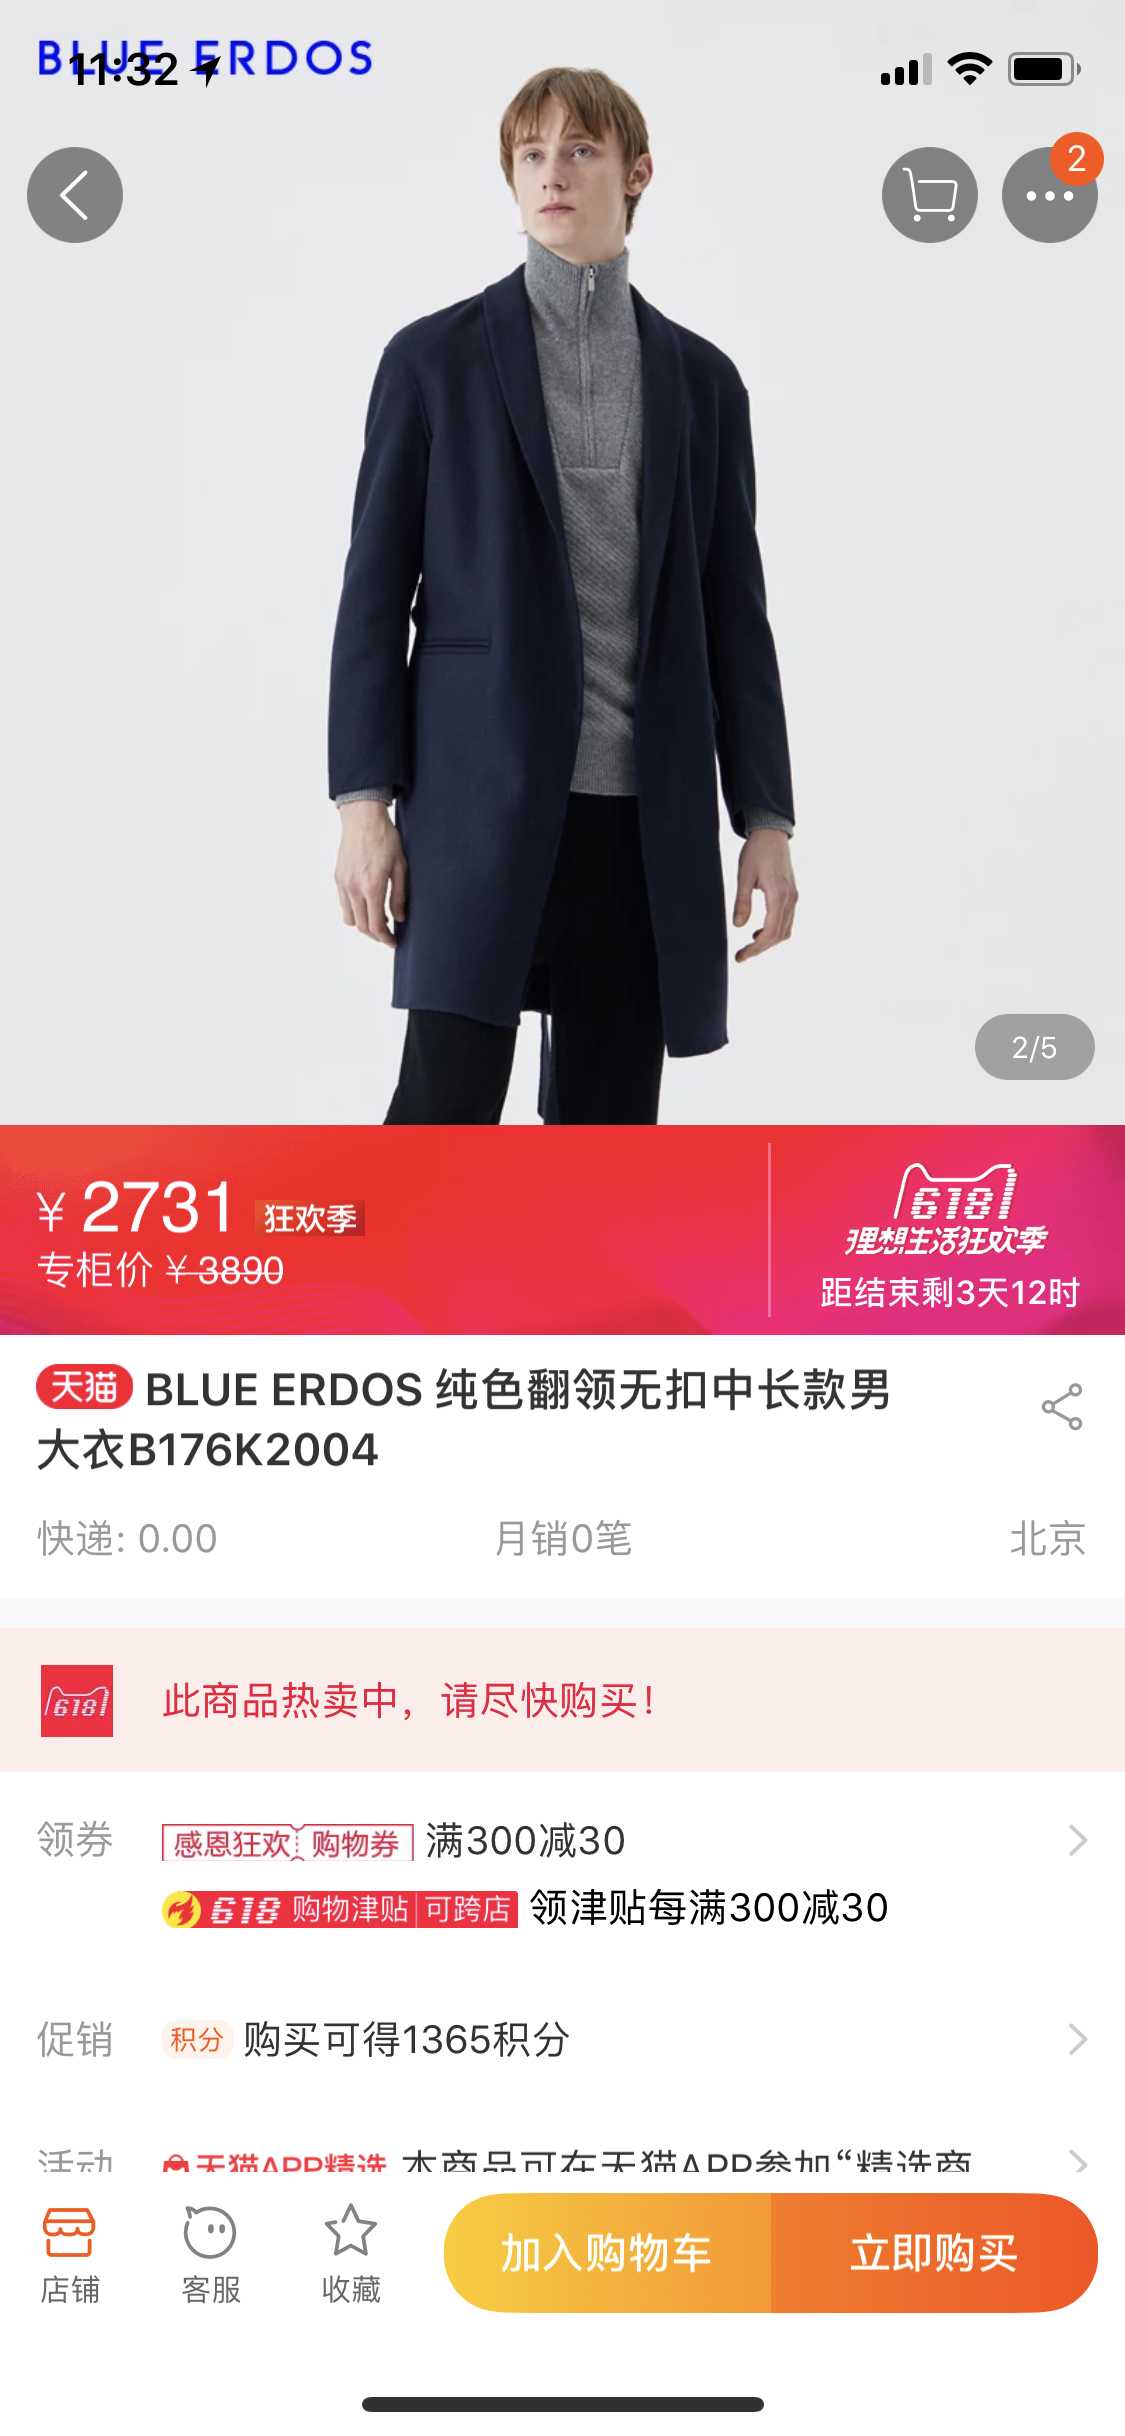 BLUE ERDOS
11:32
2
2/5
¥ 2731 狂欢季
专柜价 ¥3890
618
理想生活狂欢季
距结束剩3天12时
天猫 BLUE ERDOS 纯色翻领无扣中长款男
大衣B176K2004
快递: 0.00 月销0笔 北京
618 此商品热卖中，请尽快购买！
领券 感恩狂欢 购物券 满300减30
618 购物津贴 可跨店 领津贴每满300减30
促销 积分 购买可得1365积分
活动 天猫APP精选 本商品可在天猫APP参加“精选商
店铺 客服 收藏 加入购物车 立即购买